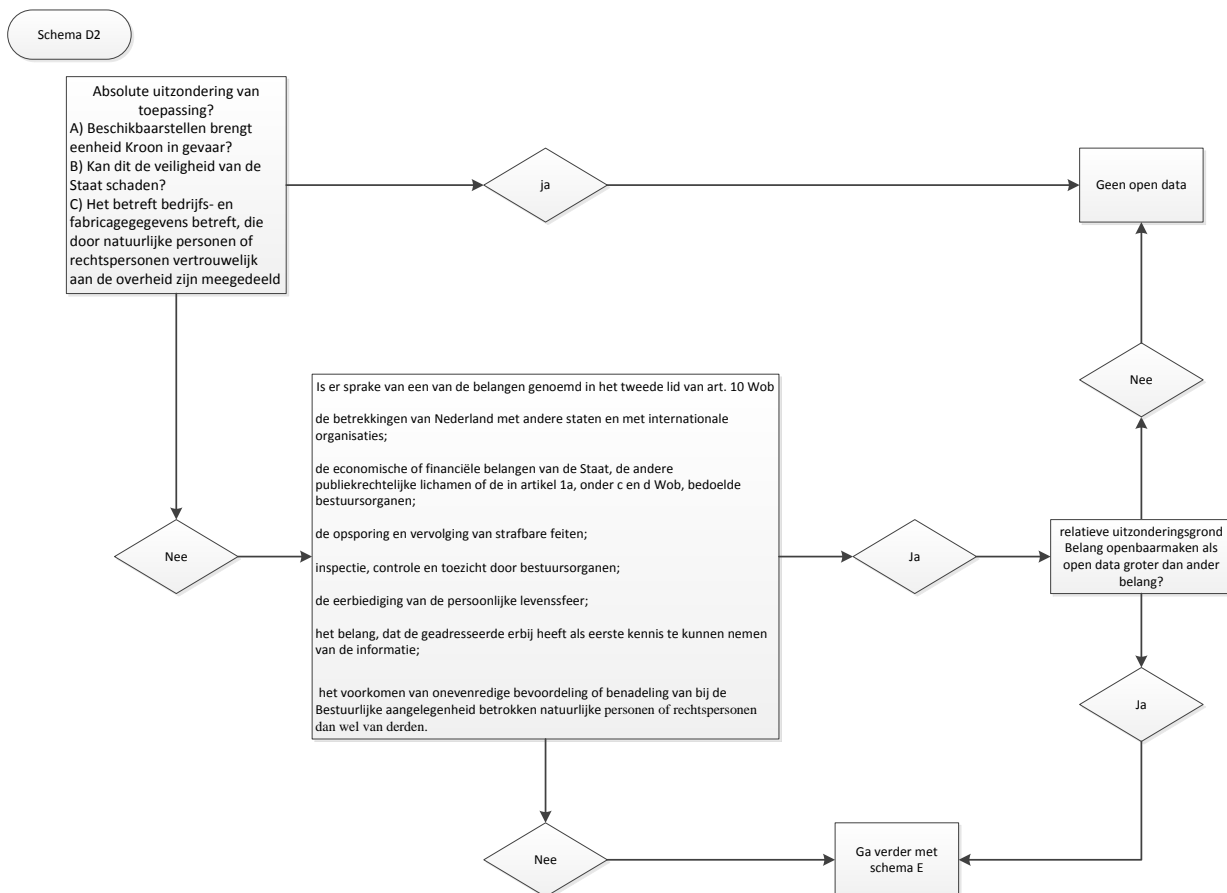 Schema D2
Absolute uitzondering van
toepassing?
A) Beschikbaarstellen brengt
eenheid Kroon in gevaar?
B) Kan dit de veiligheid van de
Staat schaden?
C) Het betreft bedrijfs- en
fabricagegegevens betreft, die
door natuurlijke personen of
rechtspersonen vertrouwelijk
aan de overheid zijn meegedeeld
ja
Geen open data
Nee
Is er sprake van een van de belangen genoemd in het tweede lid van art. 10 Wob
de betrekkingen van Nederland met andere staten en met internationale
organisaties;
de economische of financiële belangen van de Staat, de andere
publiekrechtelijke lichamen of de in artikel 1a, onder c en d Wob, bedoelde
bestuursorganen;
de opsporing en vervolging van strafbare feiten;
inspectie, controle en toezicht door bestuursorganen;
de eerbiediging van de persoonlijke levenssfeer;
het belang, dat de geadresseerde erbij heeft als eerste kennis te kunnen nemen
van de informatie;
het voorkomen van onevenredige bevoordeling of benadeling van bij de
Bestuurlijke aangelegenheid betrokken natuurlijke personen of rechtspersonen
dan wel van derden.
Nee
Ja
relatieve uitzonderingsgrond
Belang openbaarmaken als
open data groter dan ander
belang?
Ja
Nee
Ga verder met
schema E